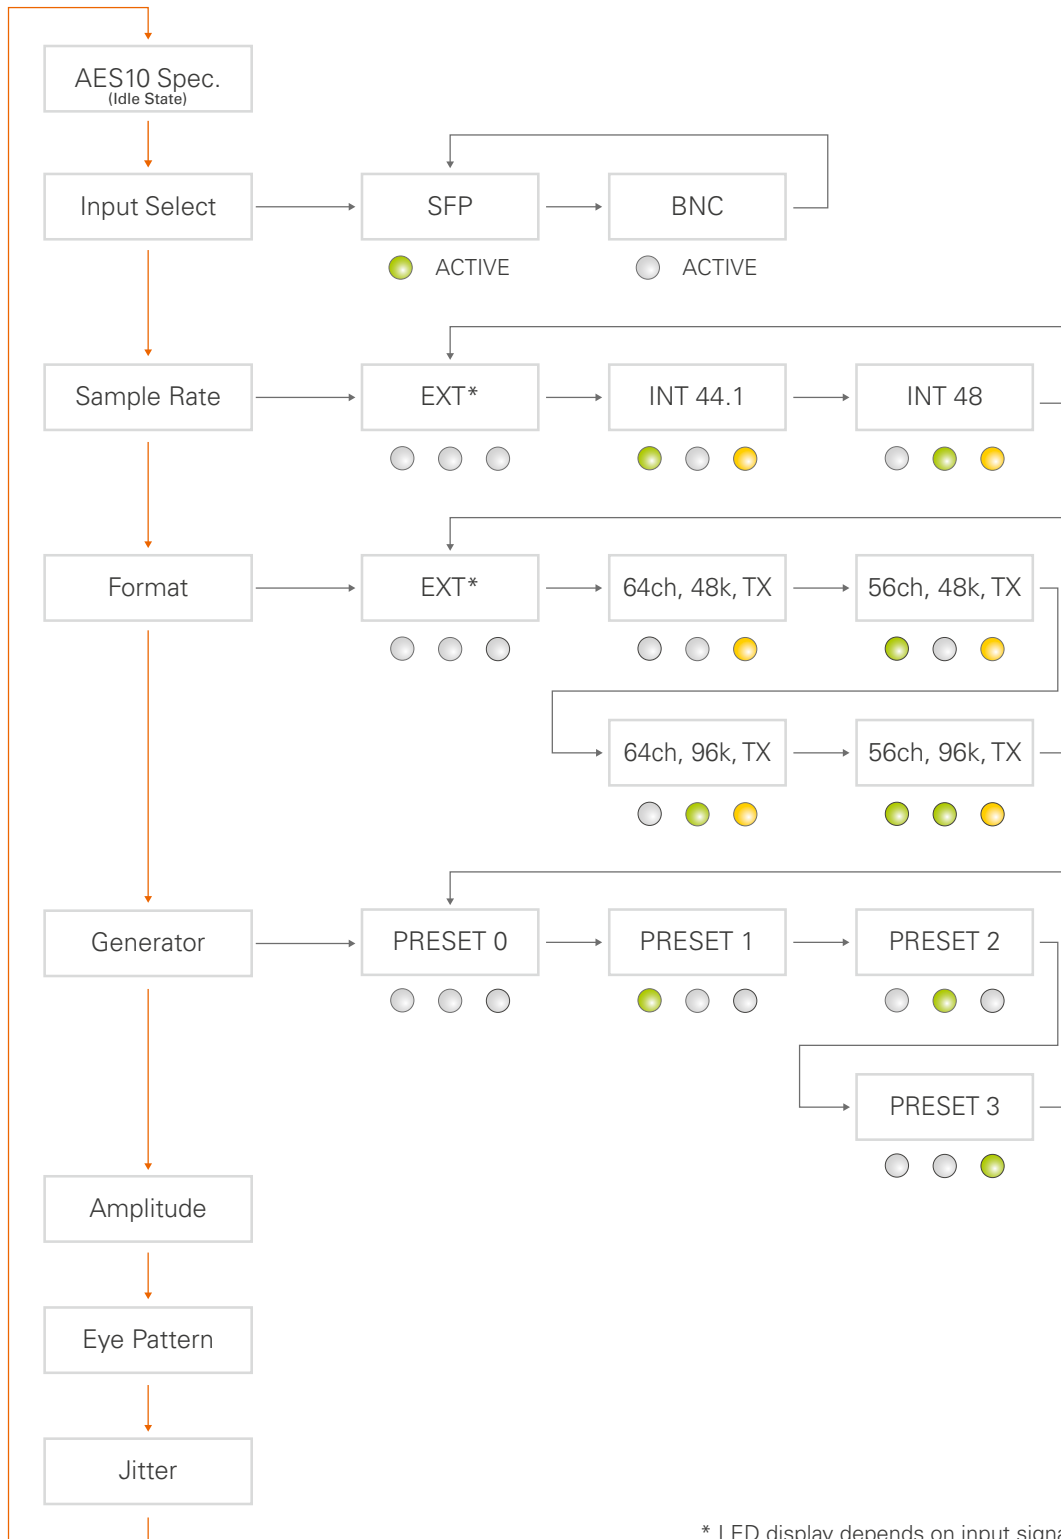 AES10 Spec.
(Idle State)
Input Select
SFP
BNC
ACTIVE
ACTIVE
Sample Rate
EXT*
INT 44.1
INT 48
Format
EXT*
64ch, 48k, TX
56ch, 48k, TX
64ch, 96k, TX
56ch, 96k, TX
Generator
PRESET 0
PRESET 1
PRESET 2
PRESET 3
Amplitude
Eye Pattern
Jitter
* LED display depends on input